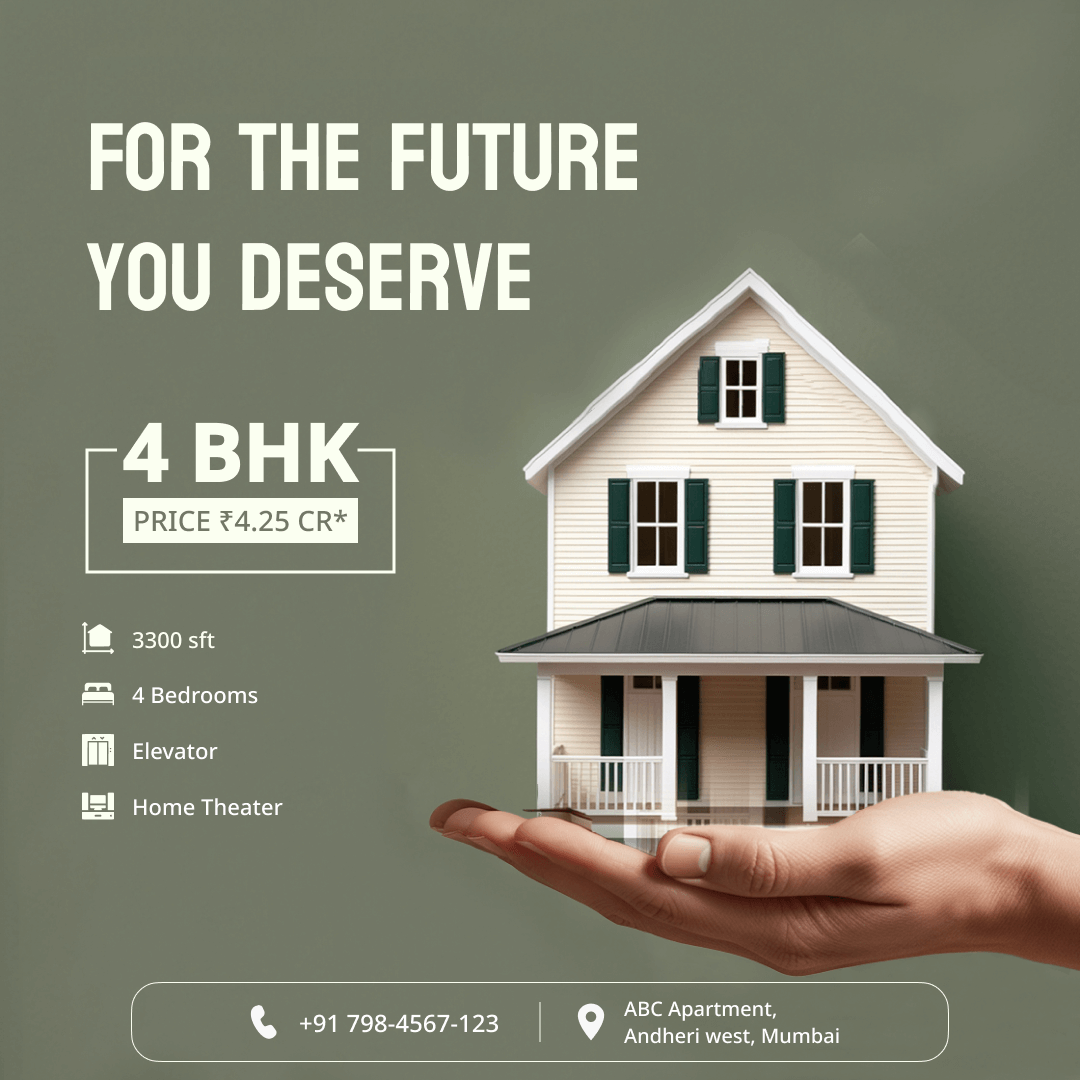 FOR THE FUTURE
YOU DESERVE
4 BHK
PRICE ₹4.25 CR*
3300 sft
4 Bedrooms
Elevator
Home Theater
+91 798-4567-123
ABC Apartment,
Andheri west, Mumbai